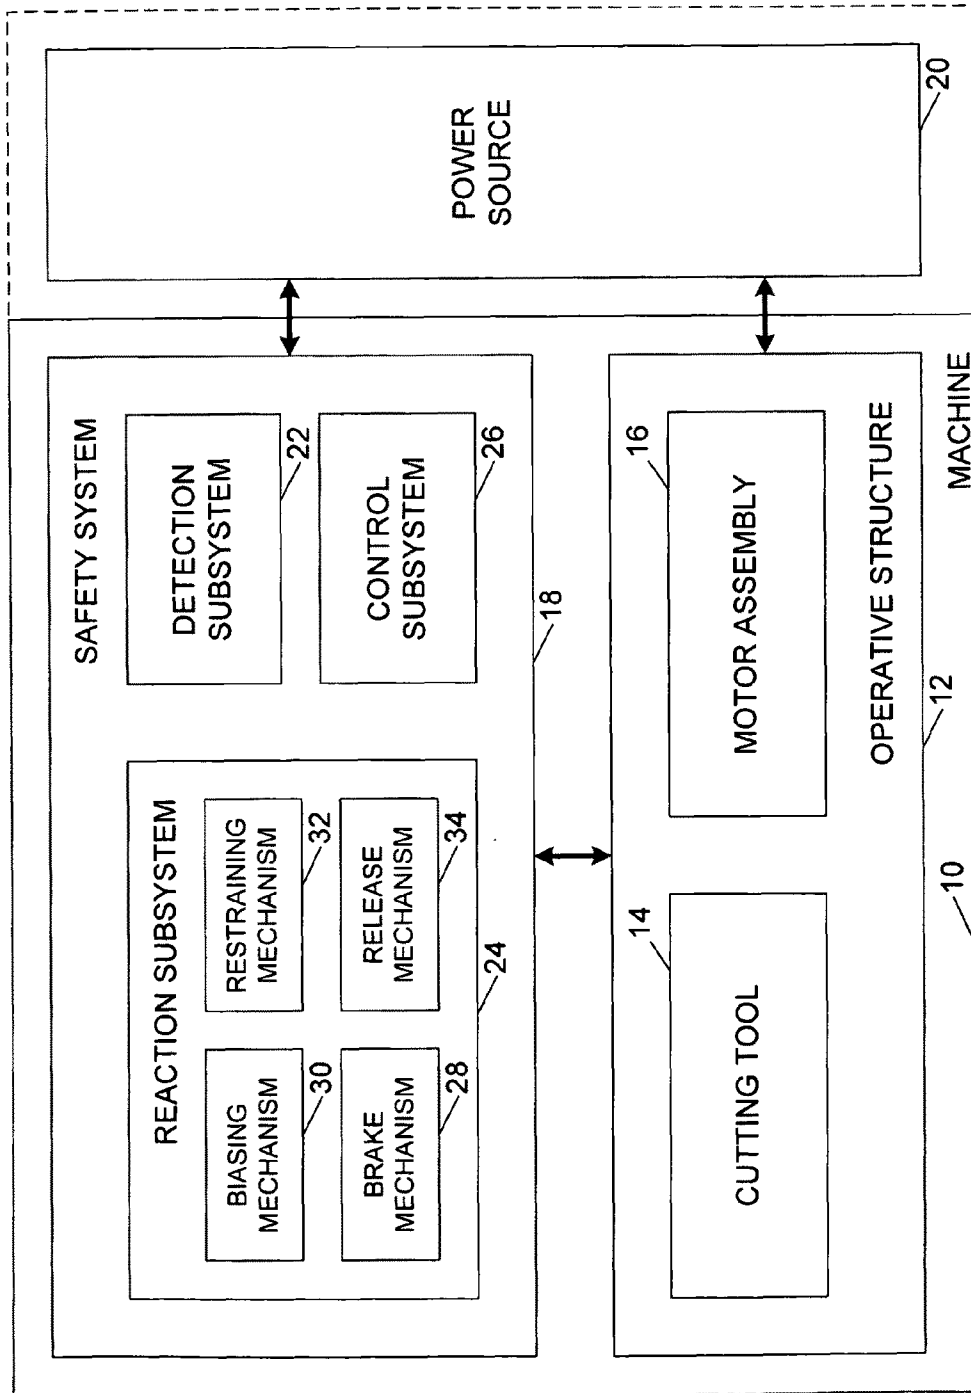 SAFETY SYSTEM
REACTION SUBSYSTEM
BIASING
MECHANISM
30
RESTRAINING
MECHANISM
32
BRAKE
MECHANISM
28
RELEASE
MECHANISM
34
24
DETECTION
SUBSYSTEM
22
CONTROL
SUBSYSTEM
26
18
POWER
SOURCE
20
14
CUTTING TOOL
16
MOTOR ASSEMBLY
OPERATIVE STRUCTURE
12
10
MACHINE